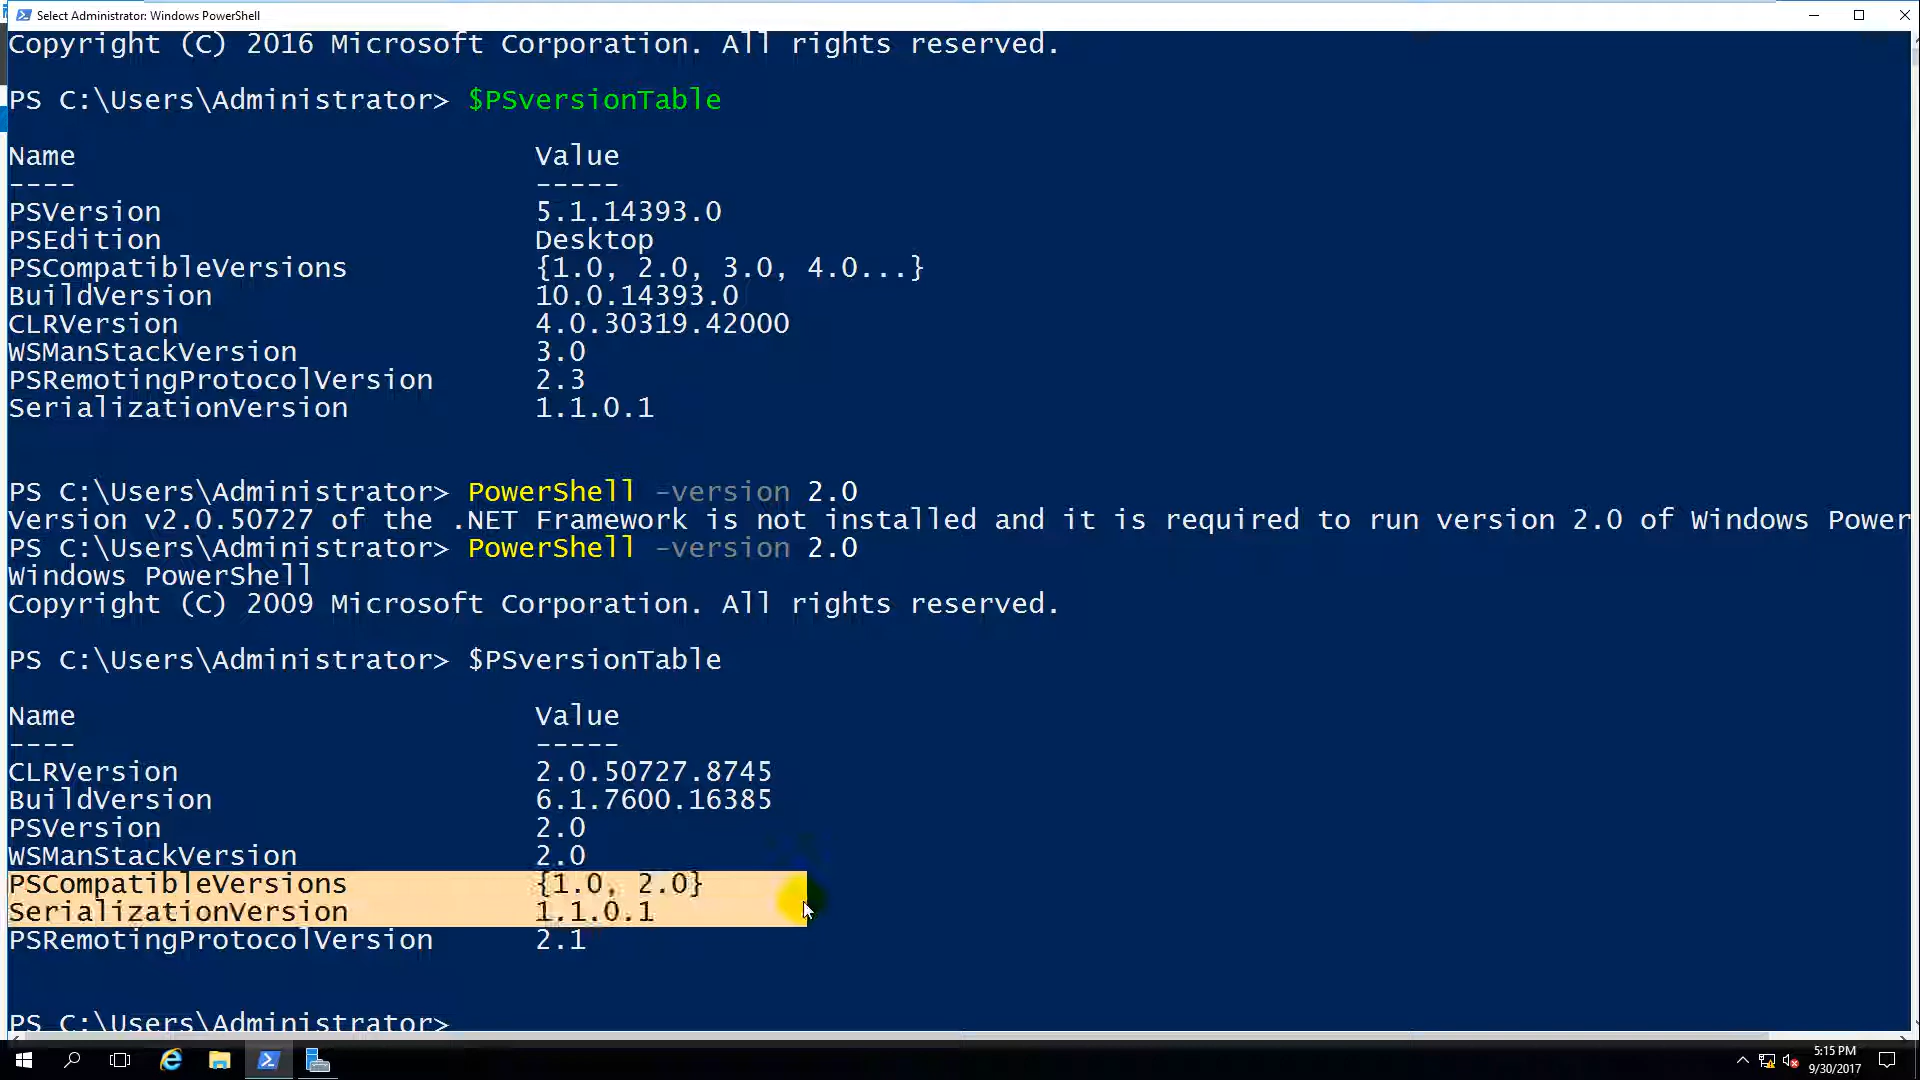 Select Administrator: Windows PowerShell
Copyright (C) 2016 Microsoft Corporation. All rights reserved.
PS C:\Users\Administrator> $PSversionTable
Name Value
---- -----
PSVersion 5.1.14393.0
PSEdition Desktop
PSCompatibleVersions {1.0, 2.0, 3.0, 4.0...}
BuildVersion 10.0.14393.0
CLRVersion 4.0.30319.42000
WSManStackVersion 3.0
PSRemotingProtocolVersion 2.3
SerializationVersion 1.1.0.1
PS C:\Users\Administrator> PowerShell -version 2.0
Version v2.0.50727 of the .NET Framework is not installed and it is required to run version 2.0 of Windows Power
PS C:\Users\Administrator> PowerShell -version 2.0
Windows PowerShell
Copyright (C) 2009 Microsoft Corporation. All rights reserved.
PS C:\Users\Administrator> $PSversionTable
Name Value
---- -----
CLRVersion 2.0.50727.8745
BuildVersion 6.1.7600.16385
PSVersion 2.0
WSManStackVersion 2.0
PSCompatibleVersions {1.0, 2.0}
SerializationVersion 1.1.0.1
PSRemotingProtocolVersion 2.1
PS C:\Users\Administrator>
5:15 PM
9/30/2017